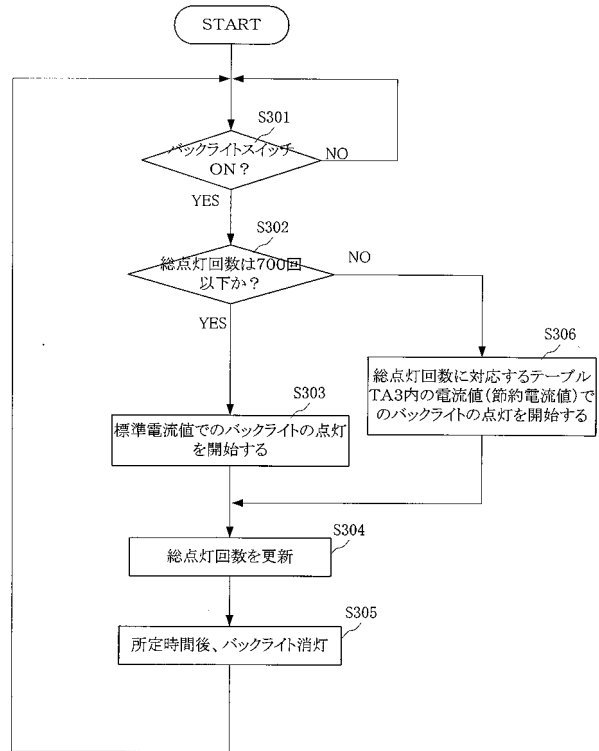 START
S301
バックライトスイッチ
ON？
NO
YES
S302
総点灯回数は７００回
以下か？
NO
YES
S306
総点灯回数に対応するテーブル
TA3内の電流値（節約電流値）で
のバックライトの点灯を開始する
S303
標準電流値でのバックライトの点灯
を開始する
S304
総点灯回数を更新
S305
所定時間後、バックライト消灯